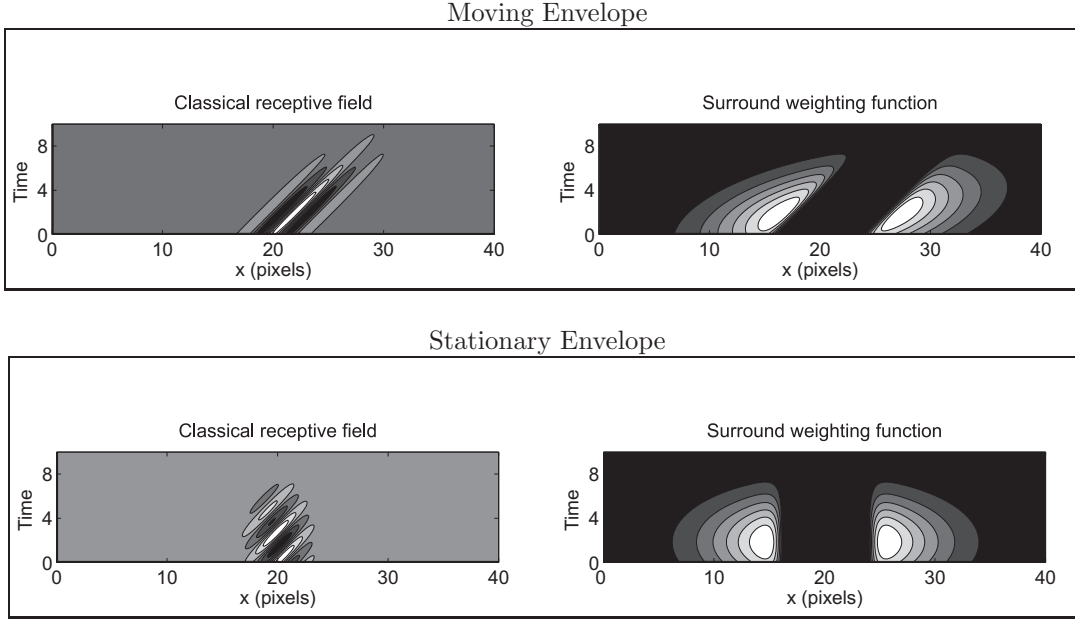 Moving Envelope
Classical receptive field
Surround weighting function
8
4
0
Time
0 10 20 30 40
x (pixels)
8
4
0
Time
0 10 20 30 40
x (pixels)
Stationary Envelope
Classical receptive field
Surround weighting function
8
4
0
Time
0 10 20 30 40
x (pixels)
8
4
0
Time
0 10 20 30 40
x (pixels)